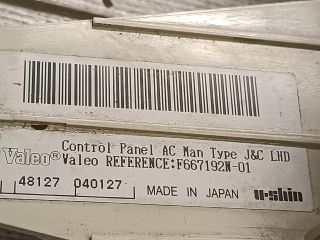 Valeo® Control Panel AC Man Type J&C LHD
Valeo REFERENCE:F667192N-01
48127 040127 MADE IN JAPAN u-shin